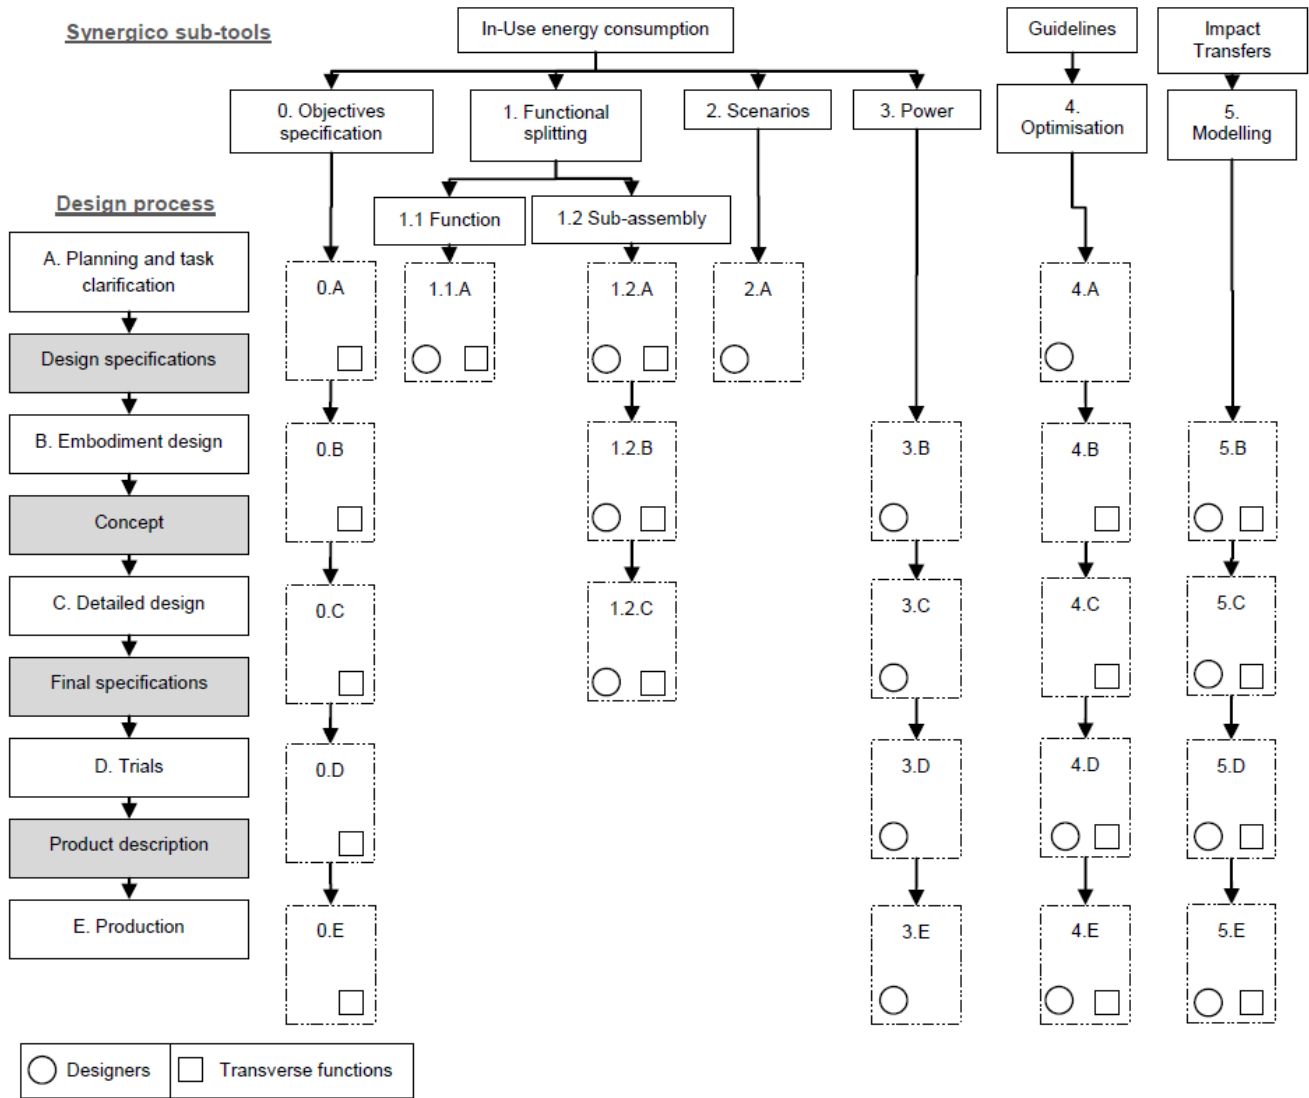 Synergico sub-tools
In-Use energy consumption
Guidelines
Impact
Transfers
0. Objectives
specification
1. Functional
splitting
2. Scenarios
3. Power
4.
Optimisation
5.
Modelling
Design process
1.1 Function
1.2 Sub-assembly
A. Planning and task
clarification
0.A
1.1.A
1.2.A
2.A
4.A
Design specifications
B. Embodiment design
0.B
1.2.B
3.B
4.B
5.B
Concept
C. Detailed design
0.C
1.2.C
3.C
4.C
5.C
Final specifications
D. Trials
0.D
3.D
4.D
5.D
Product description
E. Production
0.E
3.E
4.E
5.E
Designers
Transverse functions